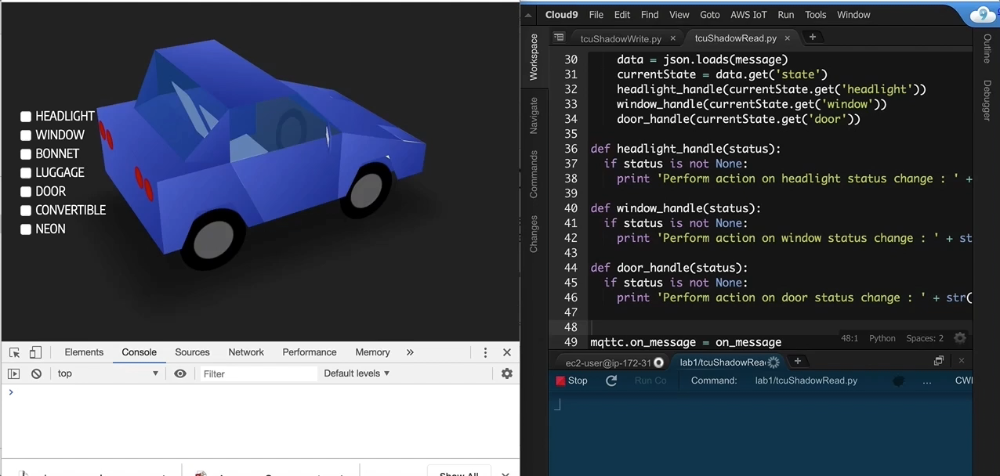 HEADLIGHT
WINDOW
BONNET
LUGGAGE
DOOR
CONVERTIBLE
NEON
Elements Console Sources Network Performance Memory »
top Filter Default levels
Cloud9 File Edit Find View Goto AWS IoT Run Tools Window
tcuShadowWrite.py × tcuShadowRead.py × +
Workspace
Navigate
Commands
Changes
Outline
Debugger
30 data = json.loads(message)
31 currentState = data.get('state')
32 headlight_handle(currentState.get('headlight'))
33 window_handle(currentState.get('window'))
34 door_handle(currentState.get('door'))
35
36 def headlight_handle(status):
37 if status is not None:
38 print 'Perform action on headlight status change : ' +
39
40 def window_handle(status):
41 if status is not None:
42 print 'Perform action on window status change : ' + st
43
44 def door_handle(status):
45 if status is not None:
46 print 'Perform action on door status change : ' + str(
47
48
49 mqttc.on_message = on_message
48:1 Python Spaces: 2
ec2-user@ip-172-31 lab1/tcuShadowRea +
Stop Run Co Command: lab1/tcuShadowRead.py ... CW
Show All